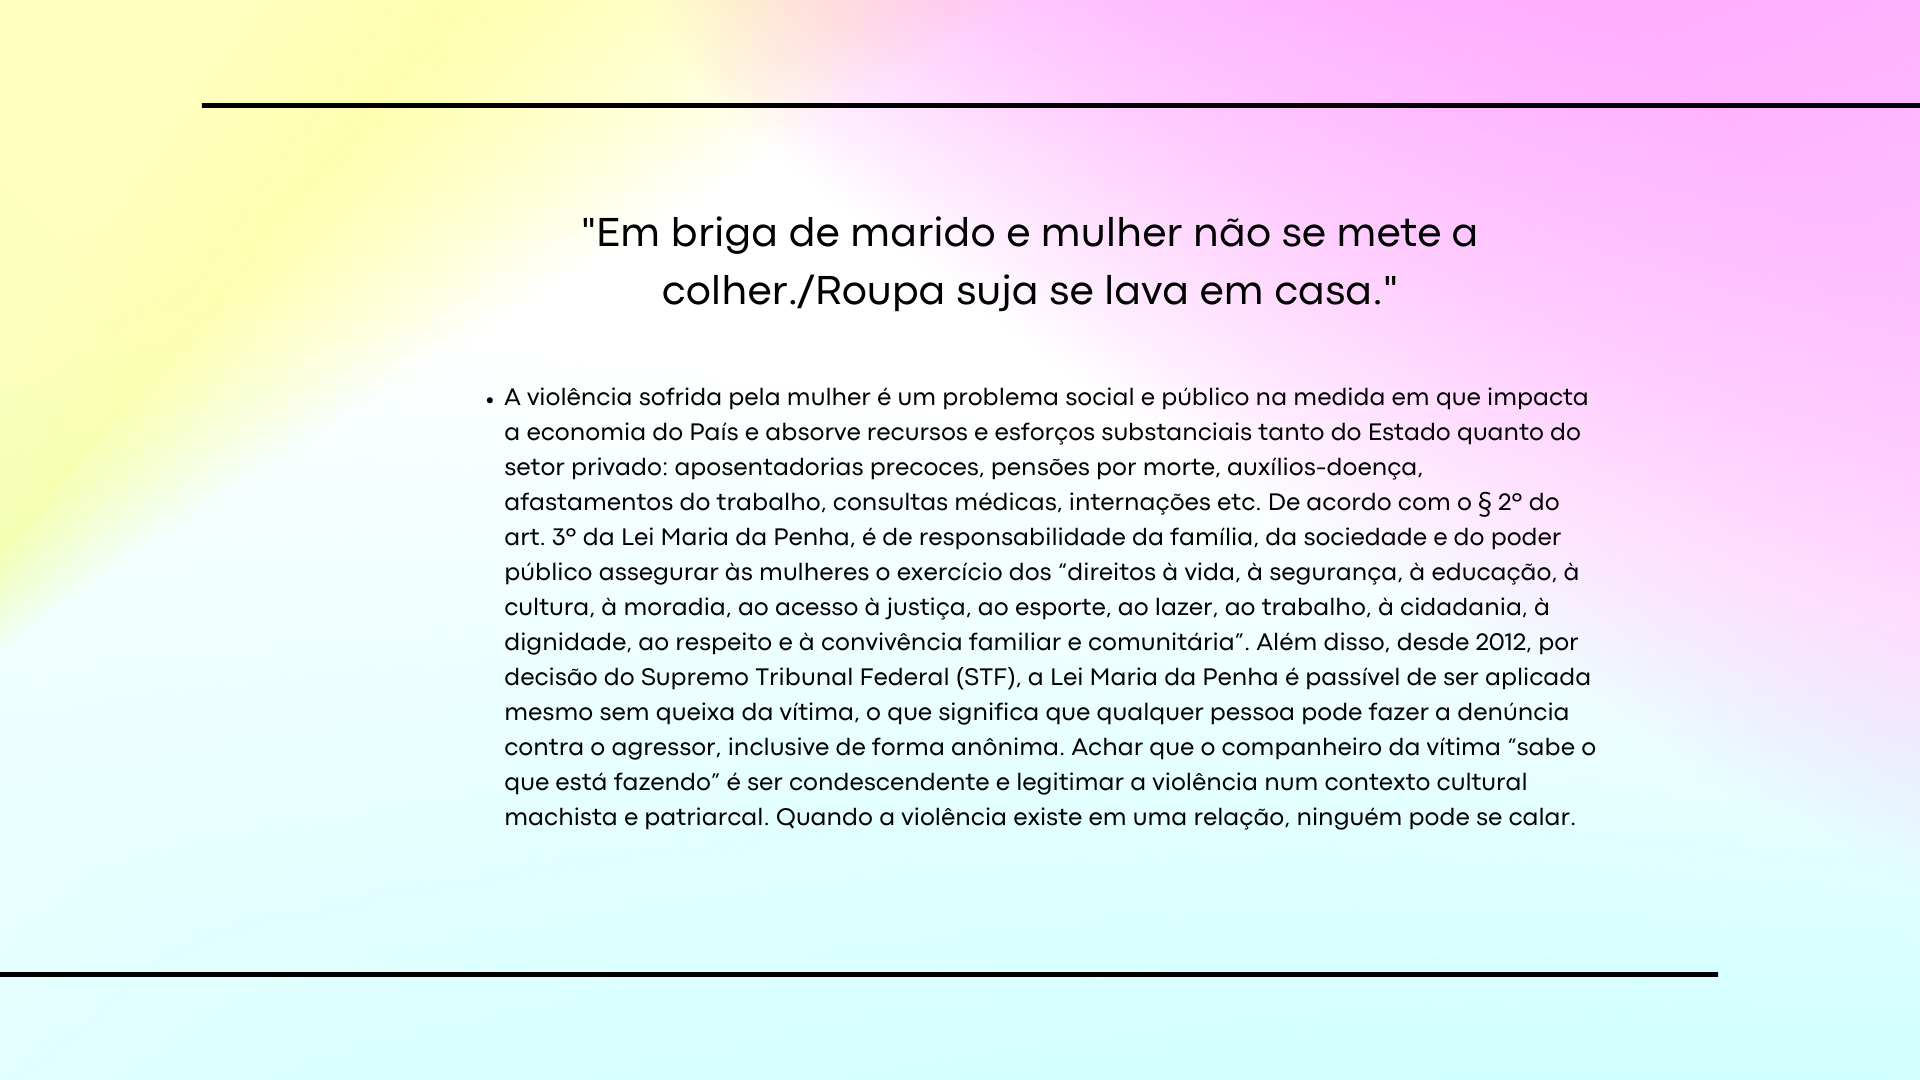 "Em briga de marido e mulher não se mete a
colher./Roupa suja se lava em casa."
• A violência sofrida pela mulher é um problema social e público na medida em que impacta
a economia do País e absorve recursos e esforços substanciais tanto do Estado quanto do
setor privado: aposentadorias precoces, pensões por morte, auxílios-doença,
afastamentos do trabalho, consultas médicas, internações etc. De acordo com o § 2º do
art. 3º da Lei Maria da Penha, é de responsabilidade da família, da sociedade e do poder
público assegurar às mulheres o exercício dos “direitos à vida, à segurança, à educação, à
cultura, à moradia, ao acesso à justiça, ao esporte, ao lazer, ao trabalho, à cidadania, à
dignidade, ao respeito e à convivência familiar e comunitária”. Além disso, desde 2012, por
decisão do Supremo Tribunal Federal (STF), a Lei Maria da Penha é passível de ser aplicada
mesmo sem queixa da vítima, o que significa que qualquer pessoa pode fazer a denúncia
contra o agressor, inclusive de forma anônima. Achar que o companheiro da vítima “sabe o
que está fazendo” é ser condescendente e legitimar a violência num contexto cultural
machista e patriarcal. Quando a violência existe em uma relação, ninguém pode se calar.